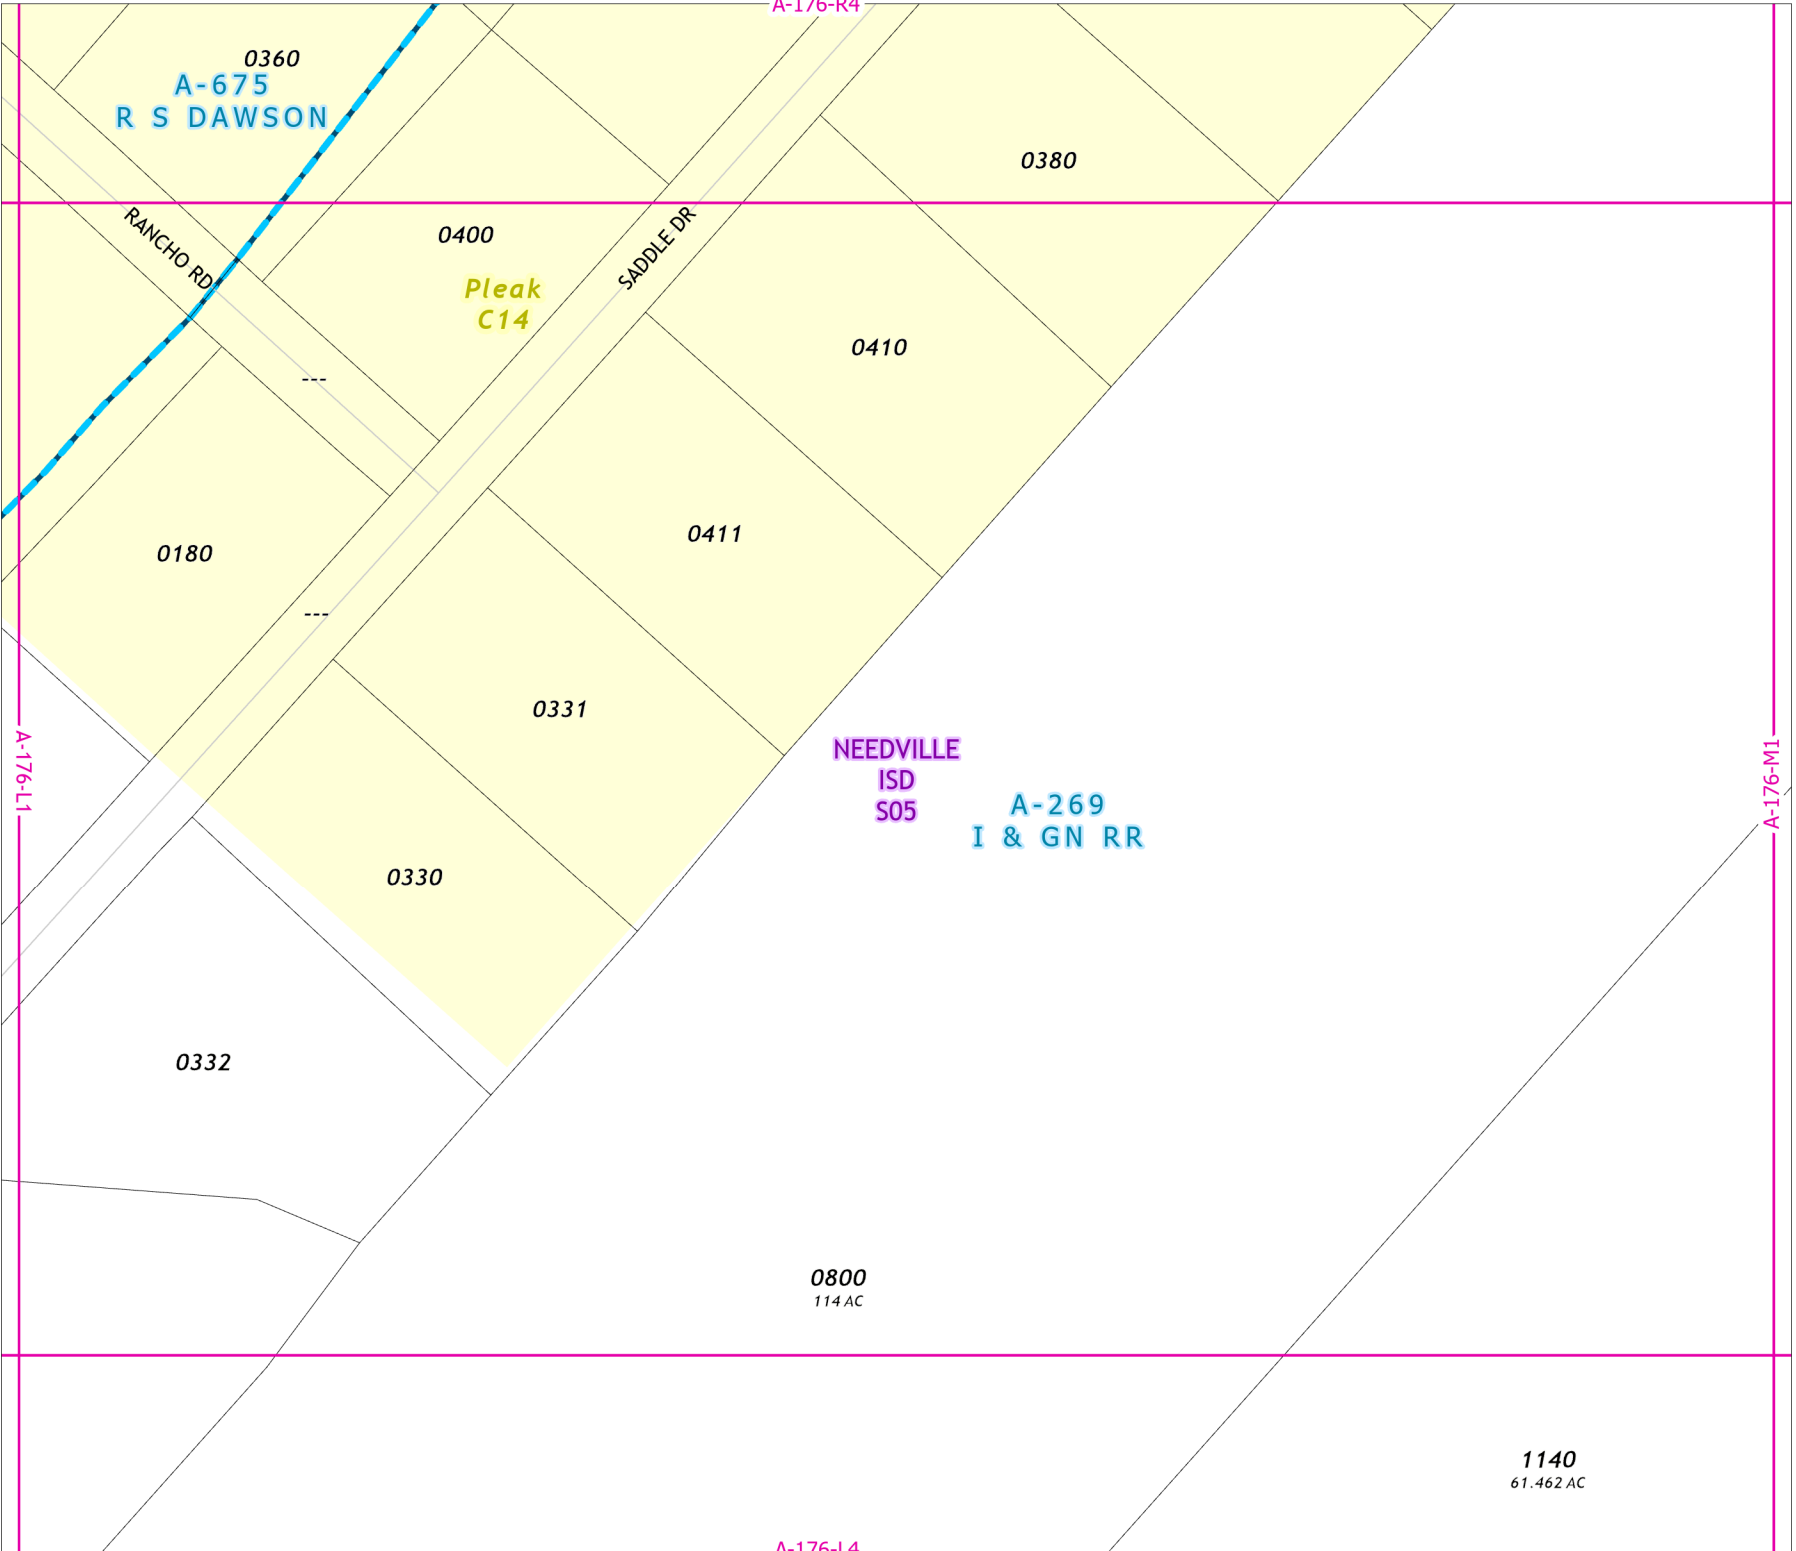 A-176-R4
0360
A-675
R S DAWSON
0380
RANCHO RD
0400
SADDLE DR
Pleak
C14
0410
---
0411
0180
---
0331
A-176-L1
NEEDVILLE
ISD
S05
A-269
I & GN RR
A-176-M1
0330
0332
0800
114 AC
1140
61.462 AC
A-176-L4